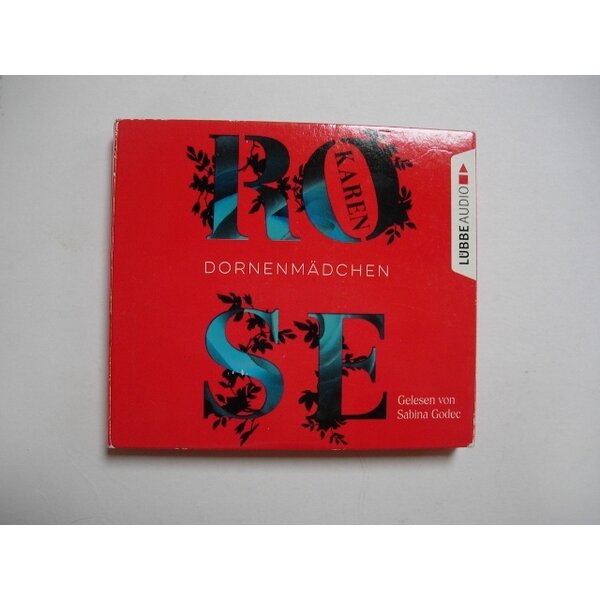 RO
KAREN
DORNENMÄDCHEN
SE
Gelesen von
Sabina Godec
LÜBBE AUDIO